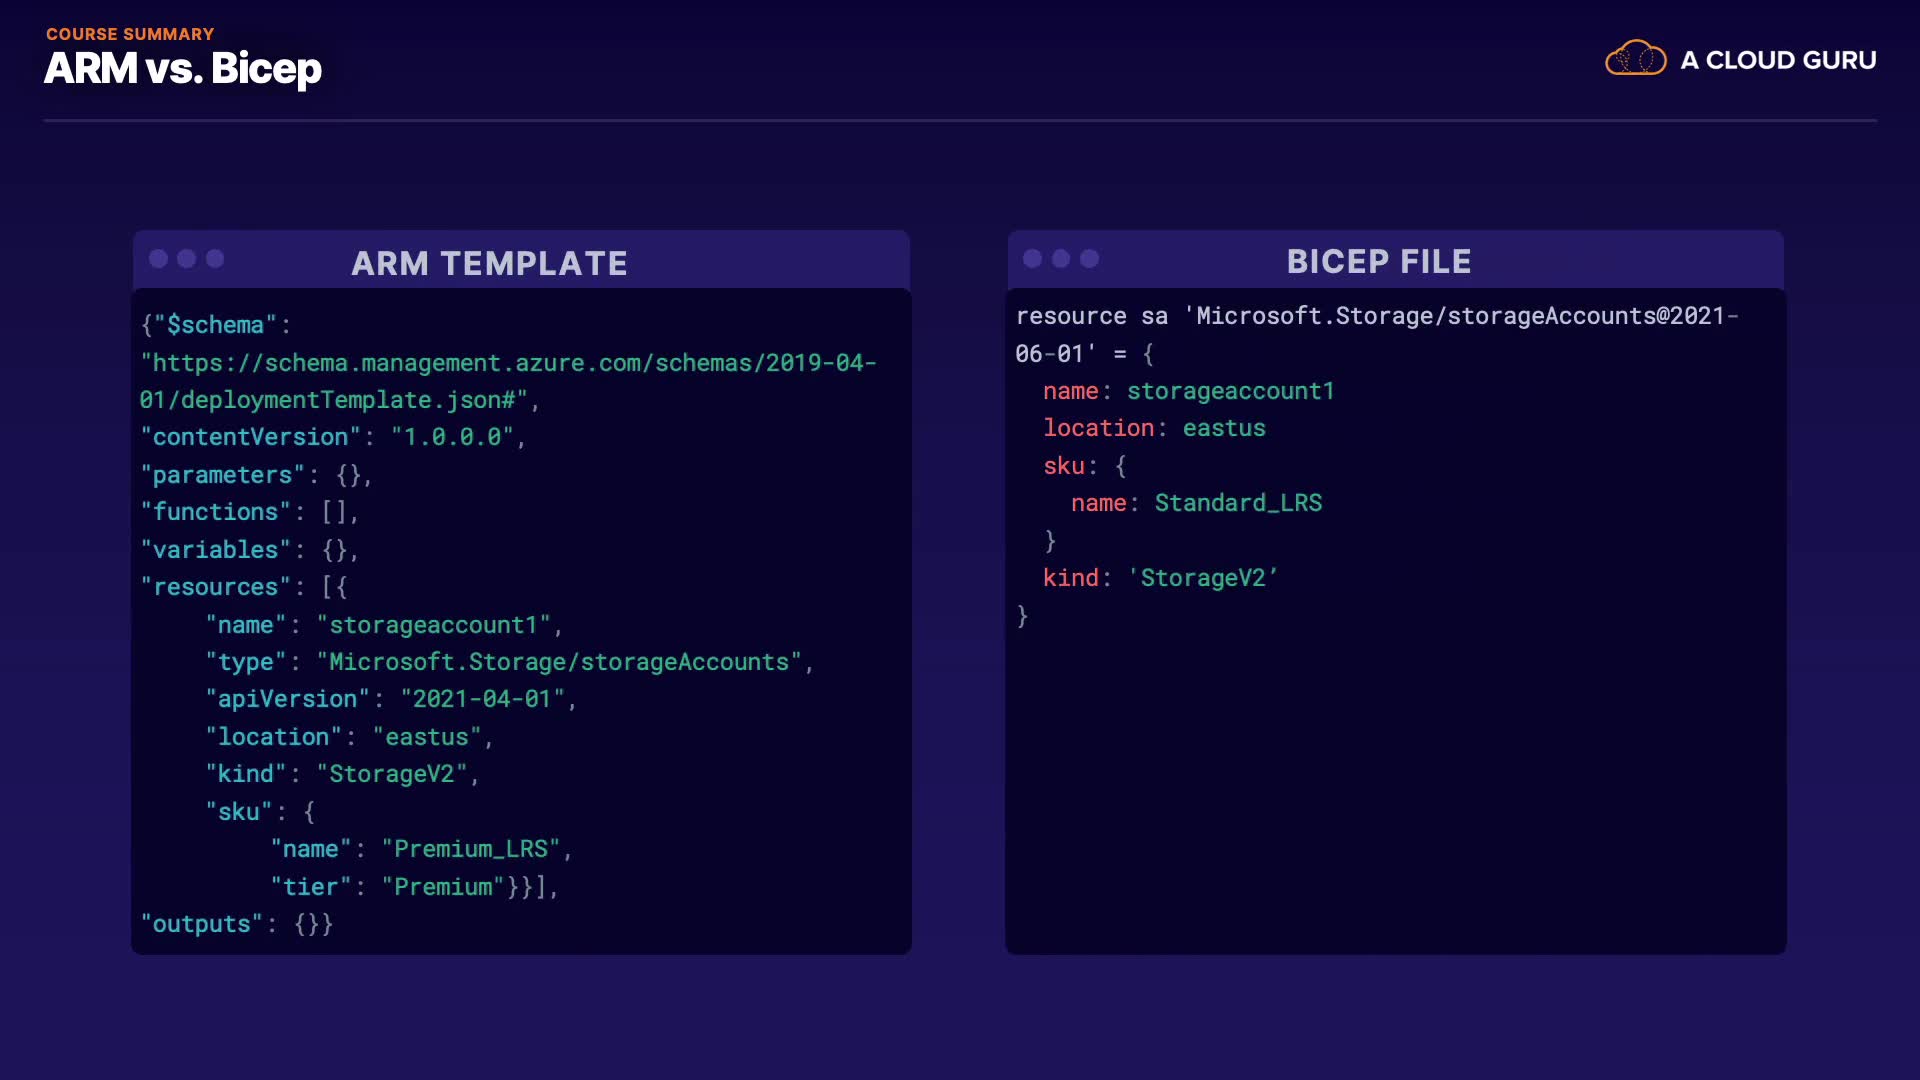 COURSE SUMMARY
ARM vs. Bicep
A CLOUD GURU
ARM TEMPLATE
{"$schema":
"https://schema.management.azure.com/schemas/2019-04-
01/deploymentTemplate.json#",
"contentVersion": "1.0.0.0",
"parameters": {},
"functions": [],
"variables": {},
"resources": [{
"name": "storageaccount1",
"type": "Microsoft.Storage/storageAccounts",
"apiVersion": "2021-04-01",
"location": "eastus",
"kind": "StorageV2",
"sku": {
"name": "Premium_LRS",
"tier": "Premium"}}],
"outputs": {}}
BICEP FILE
resource sa 'Microsoft.Storage/storageAccounts@2021-
06-01' = {
name: storageaccount1
location: eastus
sku: {
name: Standard_LRS
}
kind: 'StorageV2’
}